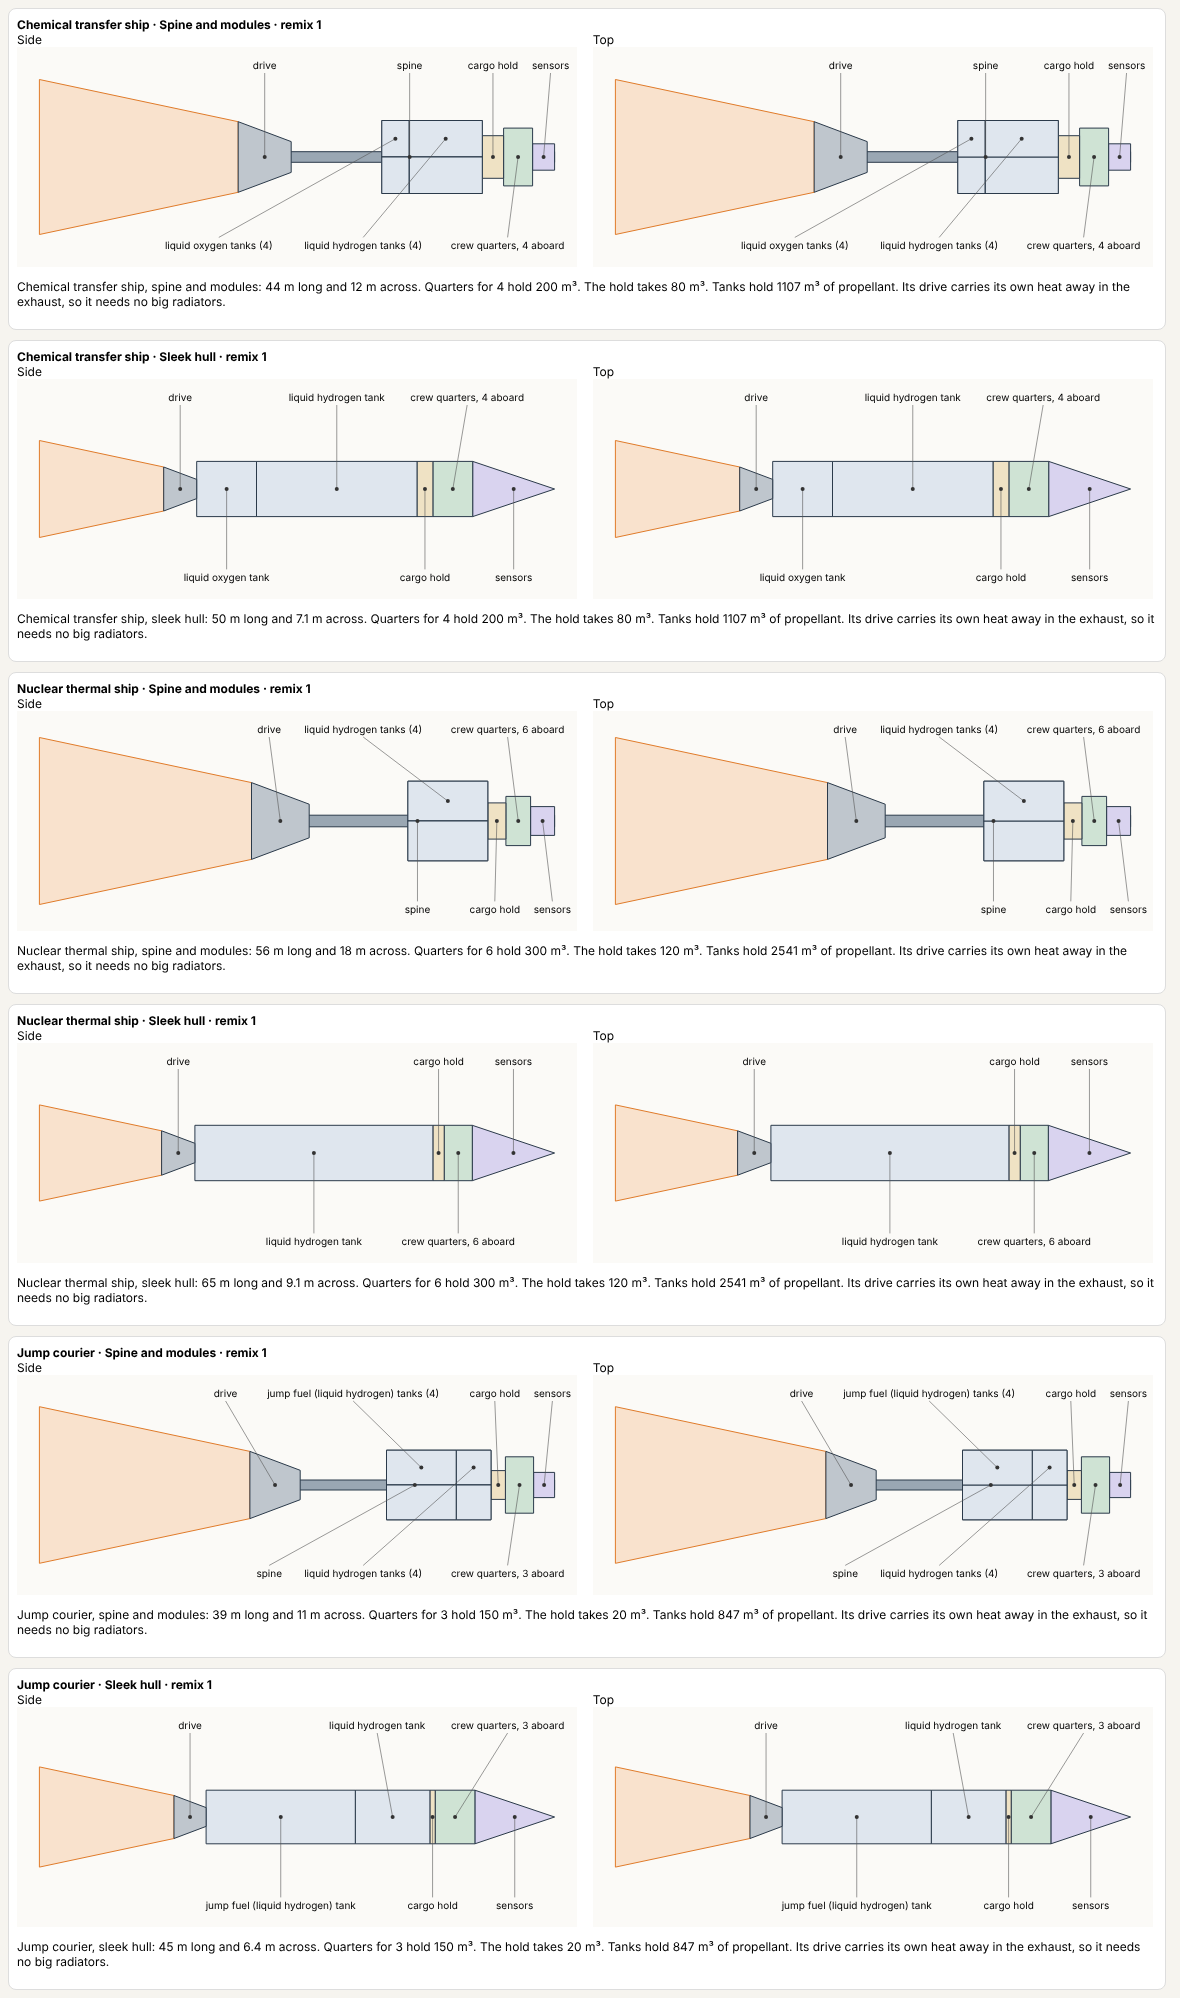 Chemical transfer ship · Spine and modules · remix 1
Side
Top
drive
spine
cargo hold
sensors
liquid oxygen tanks (4)
liquid hydrogen tanks (4)
crew quarters, 4 aboard
drive
spine
cargo hold
sensors
liquid oxygen tanks (4)
liquid hydrogen tanks (4)
crew quarters, 4 aboard
Chemical transfer ship, spine and modules: 44 m long and 12 m across. Quarters for 4 hold 200 m³. The hold takes 80 m³. Tanks hold 1107 m³ of propellant. Its drive carries its own heat away in the
exhaust, so it needs no big radiators.
Chemical transfer ship · Sleek hull · remix 1
Side
Top
drive
liquid hydrogen tank
crew quarters, 4 aboard
liquid oxygen tank
cargo hold
sensors
drive
liquid hydrogen tank
crew quarters, 4 aboard
liquid oxygen tank
cargo hold
sensors
Chemical transfer ship, sleek hull: 50 m long and 7.1 m across. Quarters for 4 hold 200 m³. The hold takes 80 m³. Tanks hold 1107 m³ of propellant. Its drive carries its own heat away in the exhaust, so it
needs no big radiators.
Nuclear thermal ship · Spine and modules · remix 1
Side
Top
drive
liquid hydrogen tanks (4)
crew quarters, 6 aboard
spine
cargo hold
sensors
drive
liquid hydrogen tanks (4)
crew quarters, 6 aboard
spine
cargo hold
sensors
Nuclear thermal ship, spine and modules: 56 m long and 18 m across. Quarters for 6 hold 300 m³. The hold takes 120 m³. Tanks hold 2541 m³ of propellant. Its drive carries its own heat away in the
exhaust, so it needs no big radiators.
Nuclear thermal ship · Sleek hull · remix 1
Side
Top
drive
cargo hold
sensors
liquid hydrogen tank
crew quarters, 6 aboard
drive
cargo hold
sensors
liquid hydrogen tank
crew quarters, 6 aboard
Nuclear thermal ship, sleek hull: 65 m long and 9.1 m across. Quarters for 6 hold 300 m³. The hold takes 120 m³. Tanks hold 2541 m³ of propellant. Its drive carries its own heat away in the exhaust, so it
needs no big radiators.
Jump courier · Spine and modules · remix 1
Side
Top
drive
jump fuel (liquid hydrogen) tanks (4)
cargo hold
sensors
spine
liquid hydrogen tanks (4)
crew quarters, 3 aboard
drive
jump fuel (liquid hydrogen) tanks (4)
cargo hold
sensors
spine
liquid hydrogen tanks (4)
crew quarters, 3 aboard
Jump courier, spine and modules: 39 m long and 11 m across. Quarters for 3 hold 150 m³. The hold takes 20 m³. Tanks hold 847 m³ of propellant. Its drive carries its own heat away in the exhaust, so it
needs no big radiators.
Jump courier · Sleek hull · remix 1
Side
Top
drive
liquid hydrogen tank
crew quarters, 3 aboard
jump fuel (liquid hydrogen) tank
cargo hold
sensors
drive
liquid hydrogen tank
crew quarters, 3 aboard
jump fuel (liquid hydrogen) tank
cargo hold
sensors
Jump courier, sleek hull: 45 m long and 6.4 m across. Quarters for 3 hold 150 m³. The hold takes 20 m³. Tanks hold 847 m³ of propellant. Its drive carries its own heat away in the exhaust, so it needs
no big radiators.